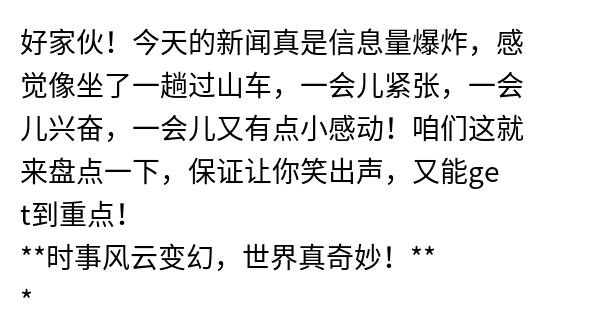 好家伙！今天的新闻真是信息量爆炸，感
觉像坐了一趟过山车，一会儿紧张，一会
儿兴奋，一会儿又有点小感动！咱们这就
来盘点一下，保证让你笑出声，又能ge
t到重点！
**时事风云变幻，世界真奇妙！**
*